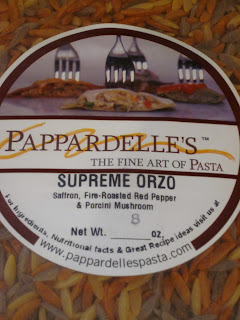 PAPPARDELLE'S™
THE FINE ART OF PASTA
SUPREME ORZO
Saffron, Fire-Roasted Red Pepper
& Porcini Mushroom
Net Wt. 8 oz.
For Ingredients, Nutritional facts & Great Recipe ideas visit us at
www.pappardellespasta.com